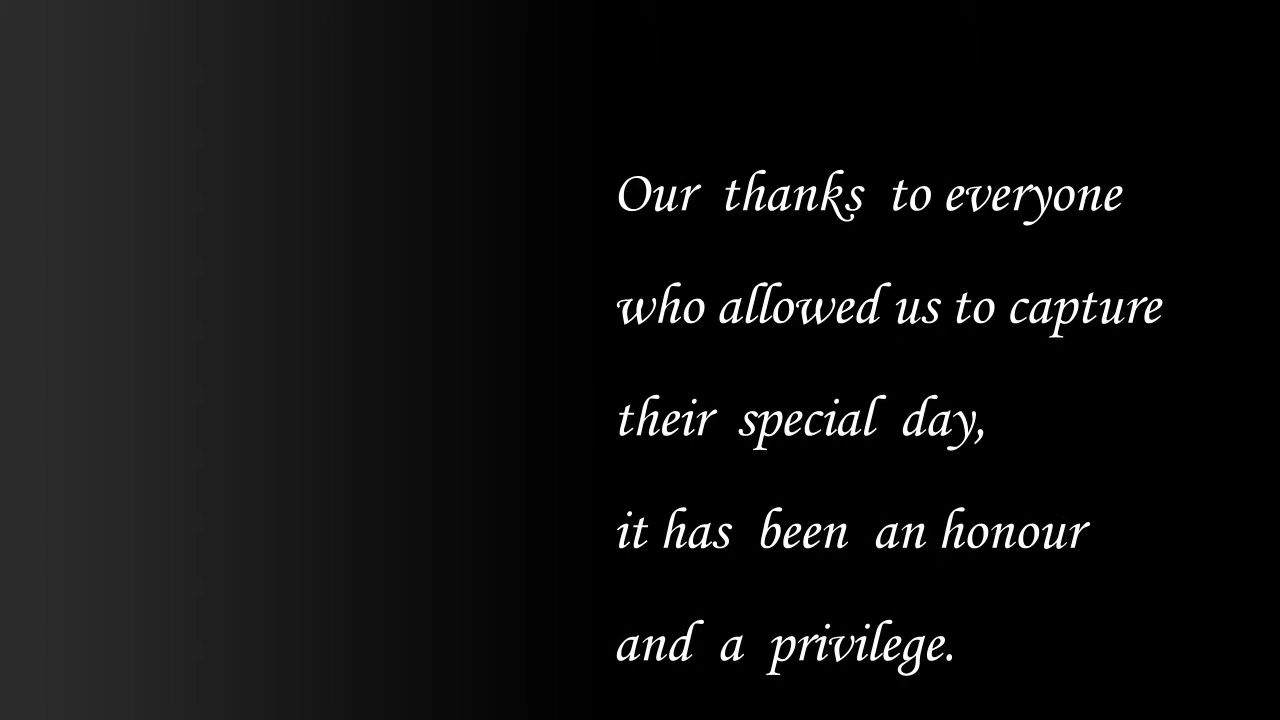 Our thanks to everyone
who allowed us to capture
their special day,
it has been an honour
and a privilege.